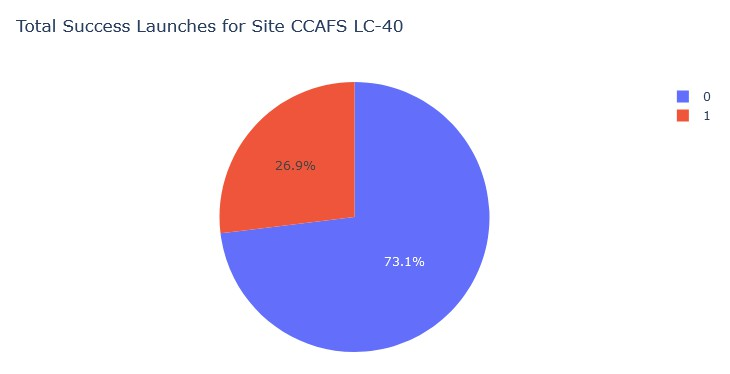 Total Success Launches for Site CCAFS LC-40
0
1
26.9%
73.1%